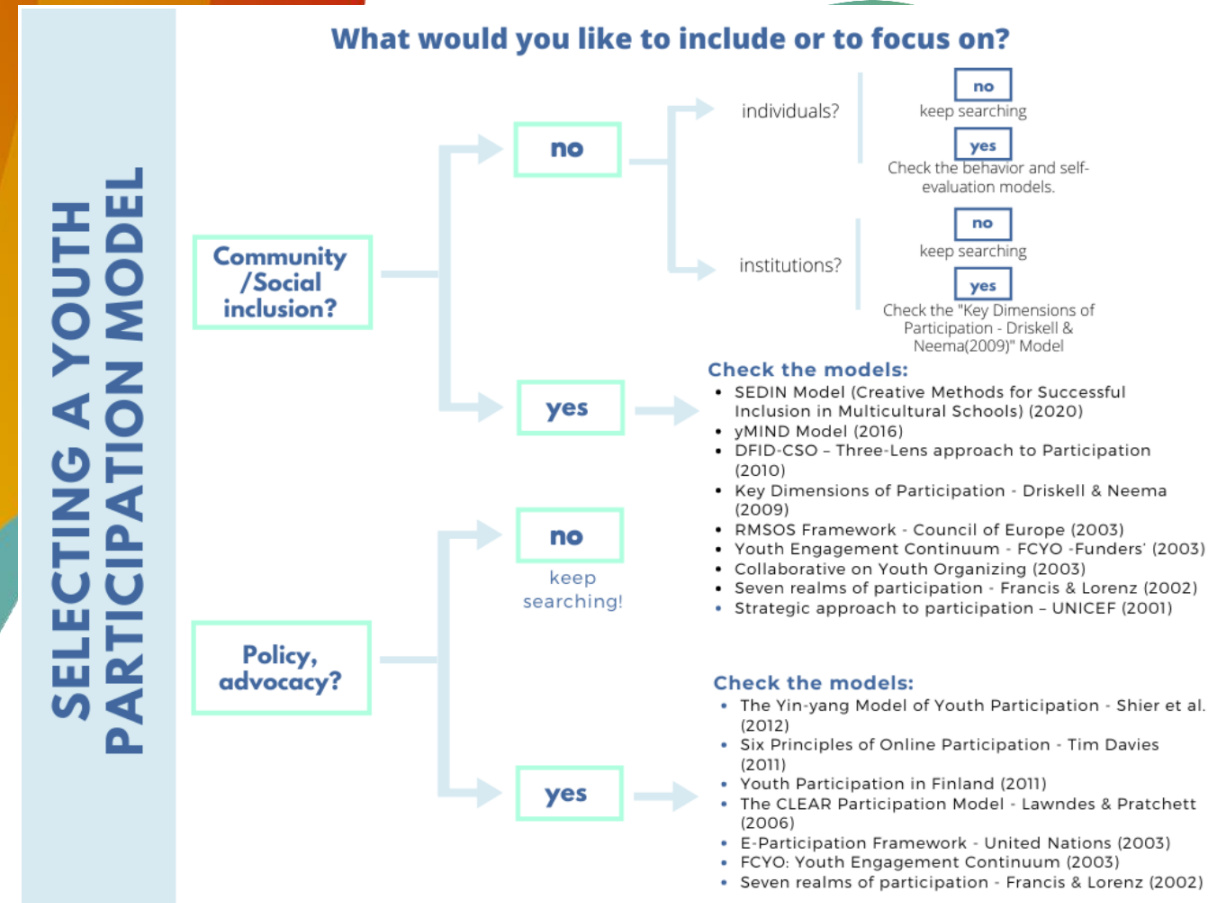 SELECTING A YOUTH
PARTICIPATION MODEL
What would you like to include or to focus on?
Community
/Social
inclusion?
no
individuals?
no
keep searching
yes
Check the behavior and self-
evaluation models.
institutions?
no
keep searching
yes
Check the "Key Dimensions of
Participation - Driskell &
Neema(2009)" Model
yes
Check the models:
• SEDIN Model (Creative Methods for Successful
Inclusion in Multicultural Schools) (2020)
• yMIND Model (2016)
• DFID-CSO – Three-Lens approach to Participation
(2010)
• Key Dimensions of Participation - Driskell & Neema
(2009)
• RMSOS Framework - Council of Europe (2003)
• Youth Engagement Continuum - FCYO -Funders’ (2003)
• Collaborative on Youth Organizing (2003)
• Seven realms of participation - Francis & Lorenz (2002)
• Strategic approach to participation – UNICEF (2001)
Policy,
advocacy?
no
keep
searching!
yes
Check the models:
• The Yin-yang Model of Youth Participation - Shier et al.
(2012)
• Six Principles of Online Participation - Tim Davies
(2011)
• Youth Participation in Finland (2011)
• The CLEAR Participation Model - Lawndes & Pratchett
(2006)
• E-Participation Framework - United Nations (2003)
• FCYO: Youth Engagement Continuum (2003)
• Seven realms of participation - Francis & Lorenz (2002)